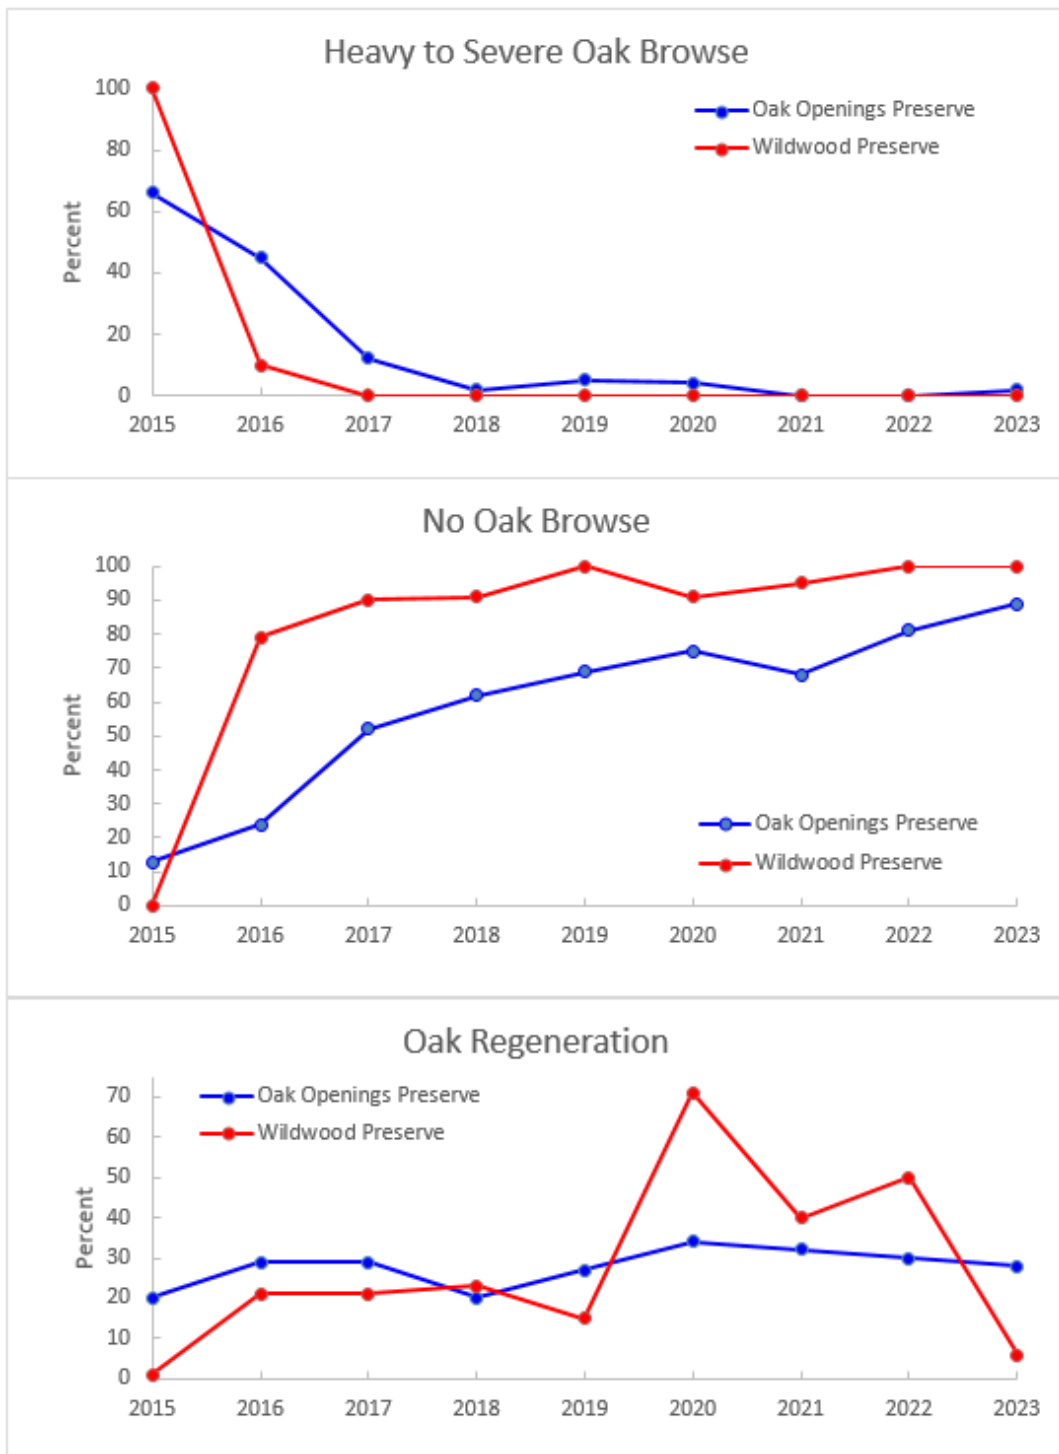 Heavy to Severe Oak Browse
100
80
60
40
20
0
Percent
Oak Openings Preserve
Wildwood Preserve
2015 2016 2017 2018 2019 2020 2021 2022 2023
No Oak Browse
100
90
80
70
60
50
40
30
20
10
0
Percent
Oak Openings Preserve
Wildwood Preserve
2015 2016 2017 2018 2019 2020 2021 2022 2023
Oak Regeneration
70
60
50
40
30
20
10
0
Percent
Oak Openings Preserve
Wildwood Preserve
2015 2016 2017 2018 2019 2020 2021 2022 2023